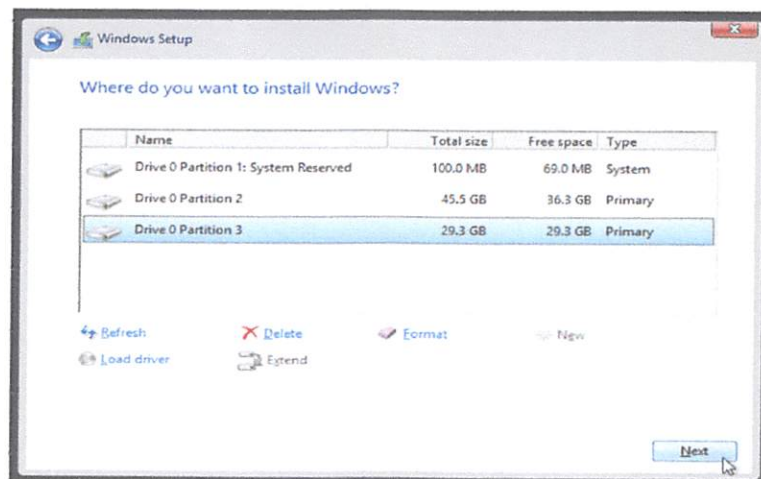 Windows Setup
Where do you want to install Windows?
Name Total size Free space Type
Drive 0 Partition 1: System Reserved 100.0 MB 69.0 MB System
Drive 0 Partition 2 45.5 GB 36.3 GB Primary
Drive 0 Partition 3 29.3 GB 29.3 GB Primary
Refresh Delete Format New
Load driver Extend
Next